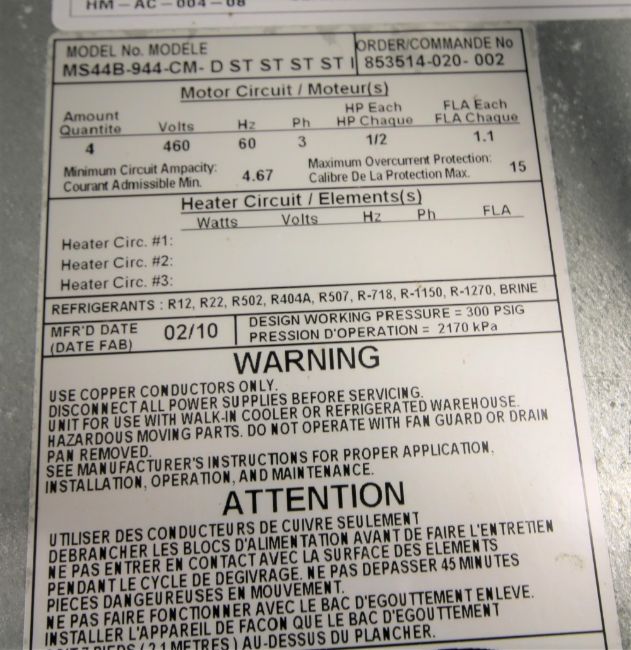 HM - AC - 004 - 08
MODEL No. MODÈLE ORDER/COMMANDE No
MS44B-944-CM- D ST ST ST ST I 853514-020- 002
Motor Circuit / Moteur(s)
Amount Quantite Volts Hz Ph HP Each HP Chaque FLA Each FLA Chaque
4 460 60 3 1/2 1.1
Minimum Circuit Ampacity: Courant Admissible Min. 4.67 Maximum Overcurrent Protection: Calibre De La Protection Max. 15
Heater Circuit / Elements(s)
Watts Volts Hz Ph FLA
Heater Circ. #1:
Heater Circ. #2:
Heater Circ. #3:
REFRIGERANTS : R12, R22, R502, R404A, R507, R-718, R-1150, R-1270, BRINE
MFR'D DATE (DATE FAB) 02/10 DESIGN WORKING PRESSURE = 300 PSIG
PRESSION D'OPERATION = 2170 kPa
WARNING
USE COPPER CONDUCTORS ONLY.
DISCONNECT ALL POWER SUPPLIES BEFORE SERVICING.
UNIT FOR USE WITH WALK-IN COOLER OR REFRIGERATED WAREHOUSE.
HAZARDOUS MOVING PARTS. DO NOT OPERATE WITH FAN GUARD OR DRAIN
PAN REMOVED.
SEE MANUFACTURER'S INSTRUCTIONS FOR PROPER APPLICATION,
INSTALLATION, OPERATION, AND MAINTENANCE.
ATTENTION
UTILISER DES CONDUCTEURS DE CUIVRE SEULEMENT
DEBRANCHER LES BLOCS D'ALIMENTATION AVANT DE FAIRE L'ENTRETIEN
NE PAS ENTRER EN CONTACT AVEC LA SURFACE DES ELEMENTS
PENDANT LE CYCLE DE DEGIVRAGE. NE PAS DEPASSER 45 MINUTES
PIECES DANGEUREUSES EN MOUVEMENT.
NE PAS FAIRE FONCTIONNER AVEC LE BAC D'EGOUTTEMENT ENLEVE.
INSTALLER L'APPAREIL DE FACON QUE LE BAC D'EGOUTTEMENT
SOIT 7 PIEDS ( 2.1 METRES ) AU-DESSUS DU PLANCHER.